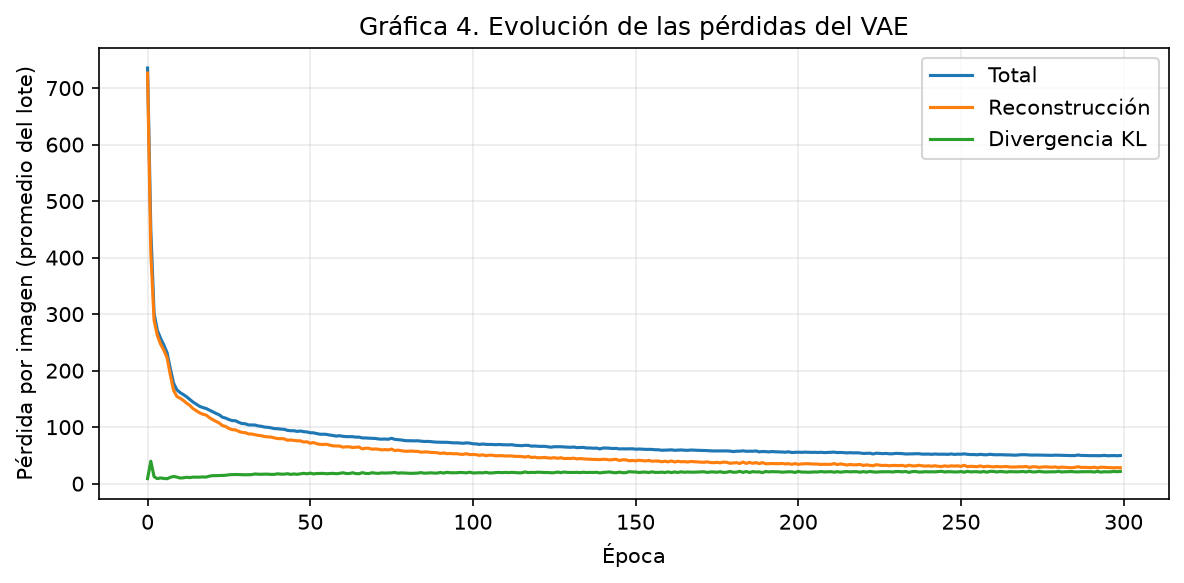 Gráfica 4. Evolución de las pérdidas del VAE
Total
Reconstrucción
Divergencia KL
Pérdida por imagen (promedio del lote)
700
600
500
400
300
200
100
0
0 50 100 150 200 250 300
Época